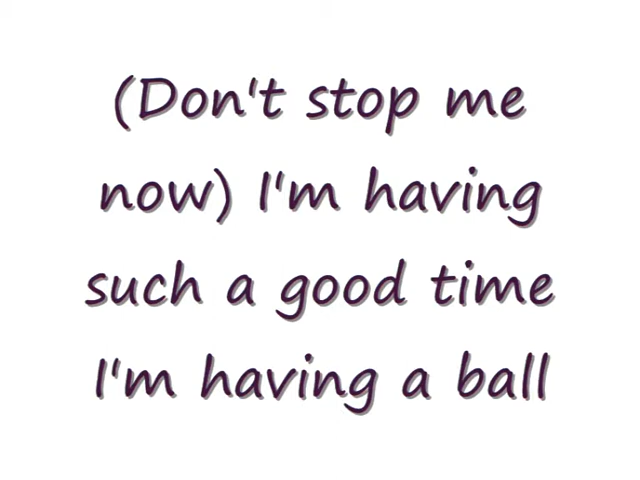 (Don't stop me
now) I'm having
such a good time
I'm having a ball